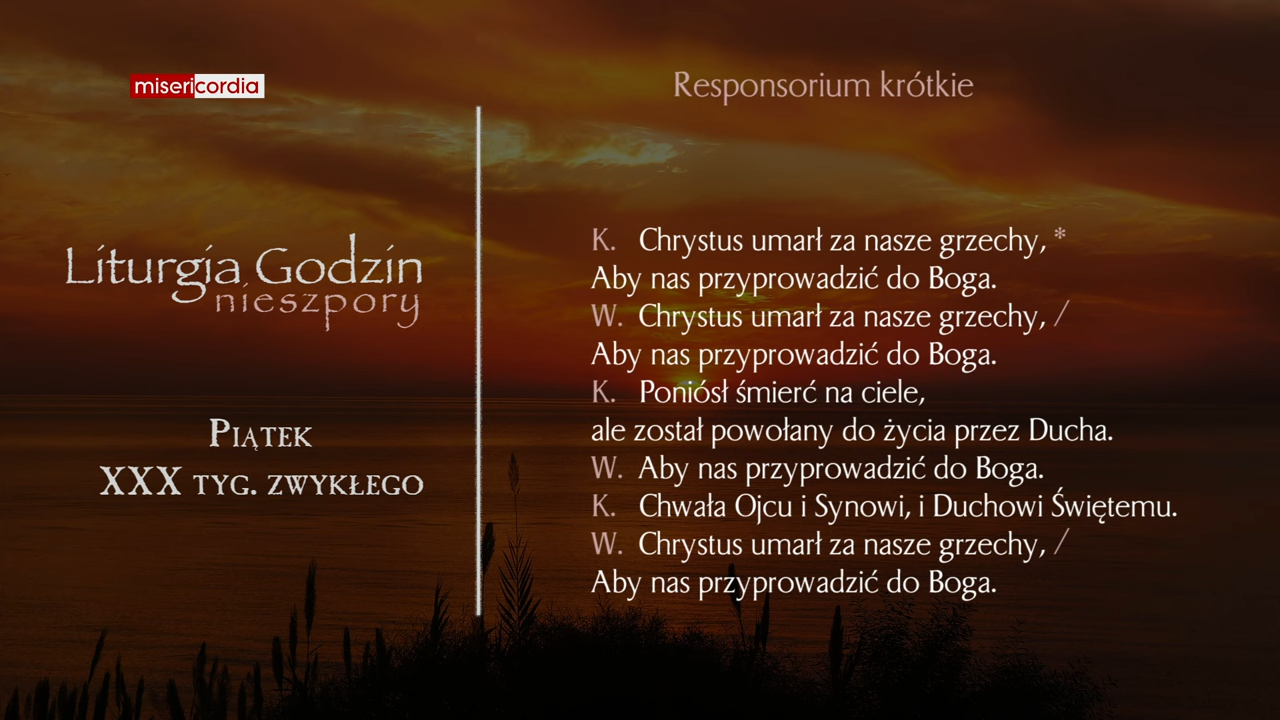 misericordia
Liturgia Godzin
nieszpory
Piątek
XXX tyg. zwykłego
Responsorium krótkie
K. Chrystus umarł za nasze grzechy, *
Aby nas przyprowadzić do Boga.
W. Chrystus umarł za nasze grzechy, /
Aby nas przyprowadzić do Boga.
K. Poniósł śmierć na ciele,
ale został powołany do życia przez Ducha.
W. Aby nas przyprowadzić do Boga.
K. Chwała Ojcu i Synowi, i Duchowi Świętemu.
W. Chrystus umarł za nasze grzechy, /
Aby nas przyprowadzić do Boga.